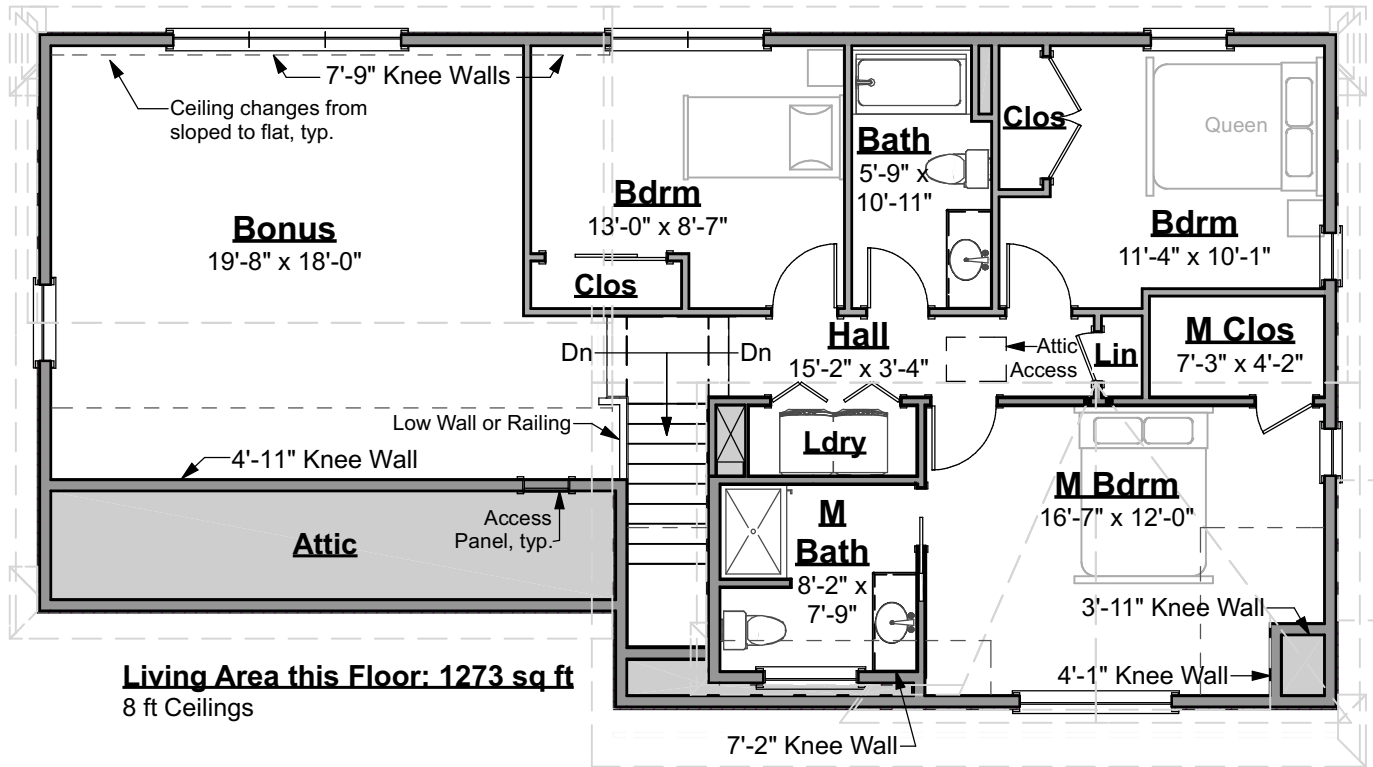 7'-9" Knee Walls
Ceiling changes from
sloped to flat, typ.
Bonus
19'-8" x 18'-0"
Bdrm
13'-0" x 8'-7"
Clos
Bath
5'-9" x
10'-11"
Clos
Queen
Bdrm
11'-4" x 10'-1"
Dn
Dn
Hall
15'-2" x 3'-4"
Attic
Access
Lin
M Clos
7'-3" x 4'-2"
Low Wall or Railing
4'-11" Knee Wall
Ldry
Access
Panel, typ.
Attic
M
Bath
8'-2" x
7'-9"
M Bdrm
16'-7" x 12'-0"
3'-11" Knee Wall
4'-1" Knee Wall
7'-2" Knee Wall
Living Area this Floor: 1273 sq ft
8 ft Ceilings